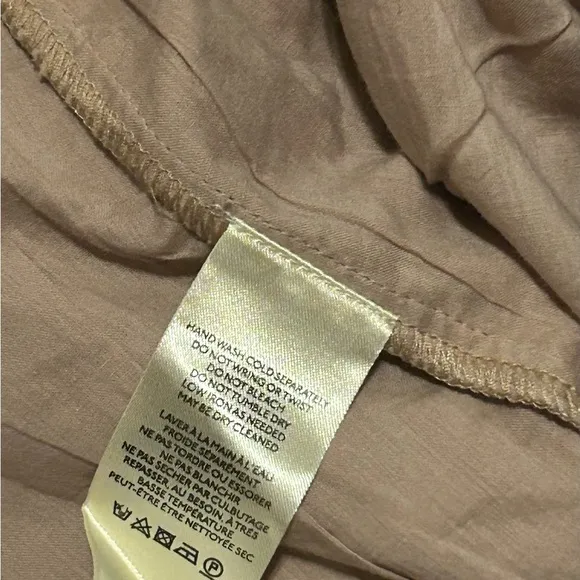 HAND WASH COLD SEPARATELY
DO NOT WRING OR TWIST
DO NOT BLEACH
DO NOT TUMBLE DRY
LOW IRON AS NEEDED
MAY BE DRY CLEANED
LAVER À LA MAIN À L'EAU
FROIDE SÉPARÉMENT
NE PAS TORDRE OU ESSORER
NE PAS BLANCHIR
NE PAS SÉCHER PAR CULBUTAGE
REPASSER, AU BESOIN À TRÈS
BASSE TEMPÉRATURE
PEUT-ÊTRE ÊTRE NETTOYÉ SEC
P